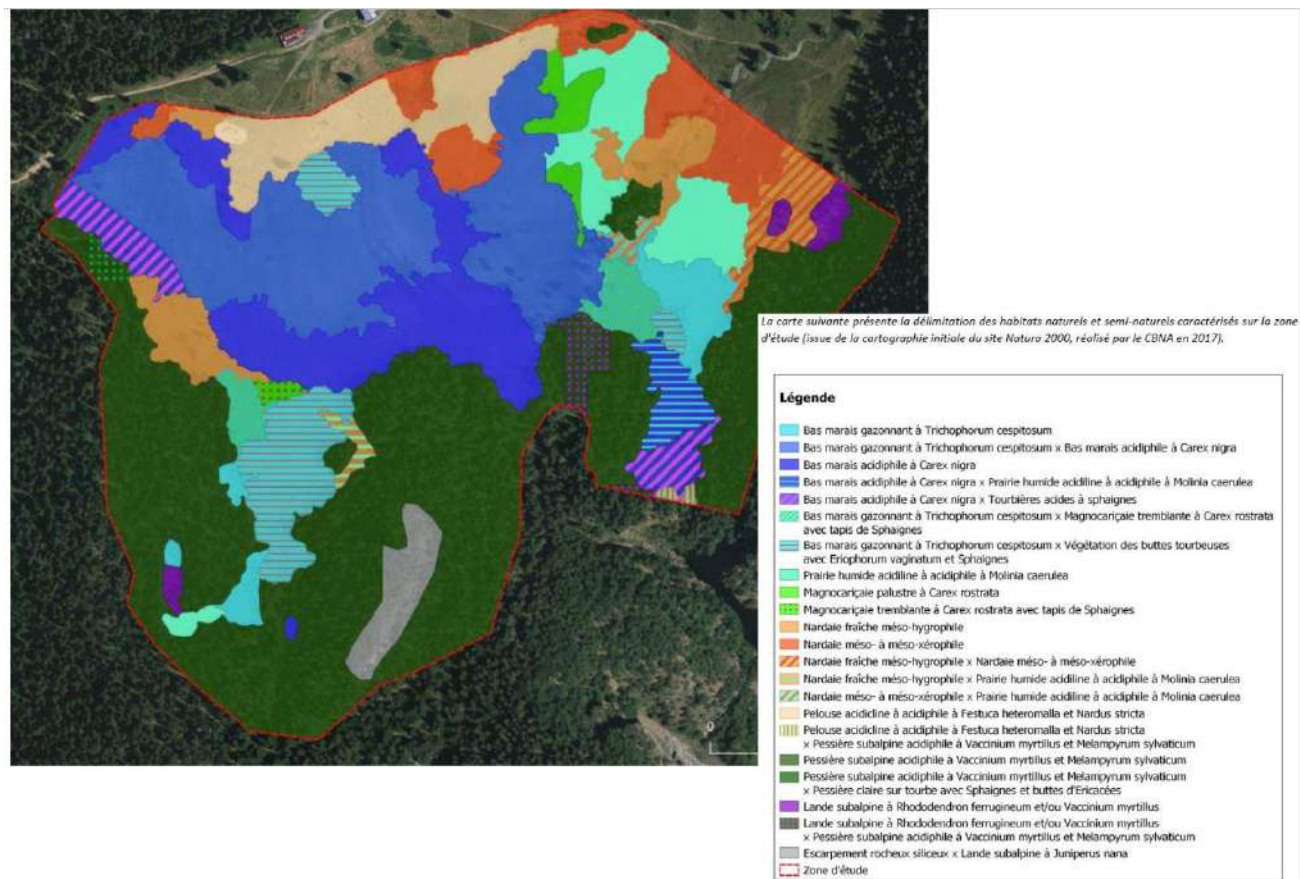 La carte suivante présente la délimitation des habitats naturels et semi-naturels caractérisés sur la zone
d'étude (issue de la cartographie initiale du site Natura 2000, réalisé par le CBNA en 2017).
Légende
Bas marais gazonnant à Trichophorum cespitosum
Bas marais gazonnant à Trichophorum cespitosum x Bas marais acidiphile à Carex nigra
Bas marais acidiphile à Carex nigra
Bas marais acidiphile à Carex nigra x Prairie humide acidiline à acidiphile à Molinia caerulea
Bas marais acidiphile à Carex nigra x Tourbières acides à sphaignes
Bas marais gazonnant à Trichophorum cespitosum x Magnocariçaie tremblante à Carex rostrata
avec tapis de Sphaignes
Bas marais gazonnant à Trichophorum cespitosum x Végétation des buttes tourbeuses
avec Eriophorum vaginatum et Sphaignes
Prairie humide acidiline à acidiphile à Molinia caerulea
Magnocariçaie palustre à Carex rostrata
Magnocariçaie tremblante à Carex rostrata avec tapis de Sphaignes
Nardaie fraîche méso-hygrophile
Nardaie méso- à méso-xérophile
Nardaie fraîche méso-hygrophile x Nardaie méso- à méso-xérophile
Nardaie fraîche méso-hygrophile x Prairie humide acidiline à acidiphile à Molinia caerulea
Nardaie méso- à méso-xérophile x Prairie humide acidiline à acidiphile à Molinia caerulea
Pelouse acidicline à acidiphile à Festuca heteromalla et Nardus stricta
Pelouse acidicline à acidiphile à Festuca heteromalla et Nardus stricta
x Pessière subalpine acidiphile à Vaccinium myrtillus et Melampyrum sylvaticum
Pessière subalpine acidiphile à Vaccinium myrtillus et Melampyrum sylvaticum
Pessière subalpine acidiphile à Vaccinium myrtillus et Melampyrum sylvaticum
x Pessière claire sur tourbe avec Sphaignes et buttes d'Ericacées
Lande subalpine à Rhododendron ferrugineum et/ou Vaccinium myrtillus
Lande subalpine à Rhododendron ferrugineum et/ou Vaccinium myrtillus
x Pessière subalpine acidiphile à Vaccinium myrtillus et Melampyrum sylvaticum
Escarpement rocheux siliceux x Lande subalpine à Juniperus nana
Zone d'étude
0